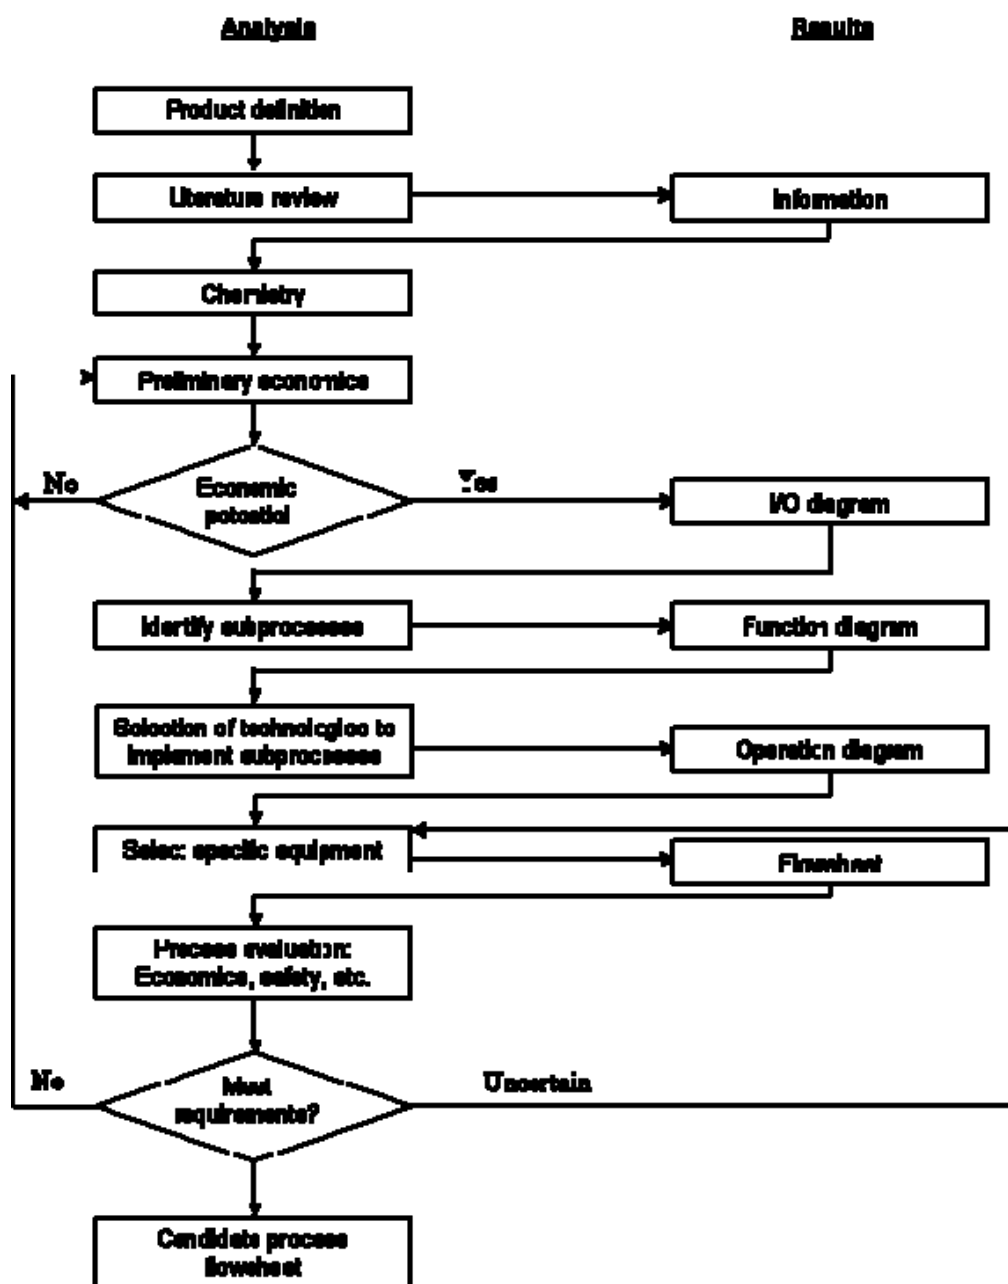 Analysis
Results
Product definition
Literature review
Information
Chemistry
Preliminary economics
No
Economic
potential
Yes
I/O diagram
Identify subprocesses
Function diagram
Selection of technologies to
implement subprocesses
Operation diagram
Select specific equipment
Flowsheet
Process evaluation:
Economics, safety, etc.
No
Meet
requirements?
Uncertain
Candidate process
flowsheet